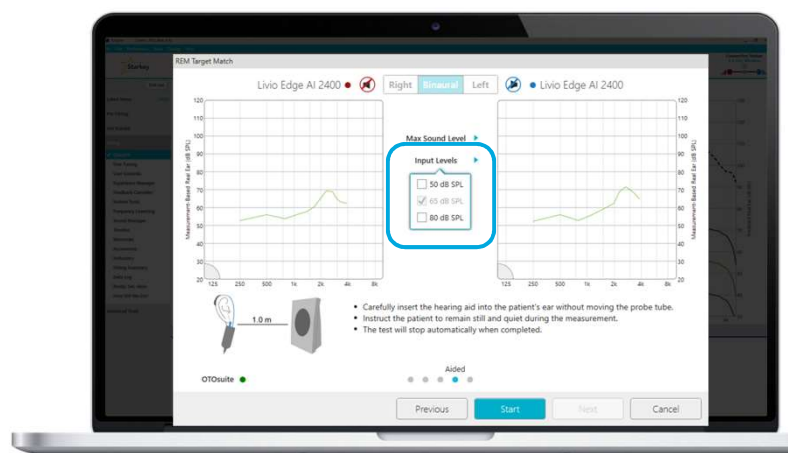 Starkey
REM Target Match
Livio Edge AI 2400
Right Binaural Left
Livio Edge AI 2400
120
110
100
90
80
70
60
50
40
30
20
Measurement-Based Real Ear (dB SPL)
125 250 500 1k 2k 4k 8k
Max Sound Level
Input Levels
50 dB SPL
65 dB SPL
80 dB SPL
120
110
100
90
80
70
60
50
40
30
20
Measurement-Based Real Ear (dB SPL)
125 250 500 1k 2k 4k 8k
1.0 m
• Carefully insert the hearing aid into the patient's ear without moving the probe tube.
• Instruct the patient to remain still and quiet during the measurement.
• The test will stop automatically when completed.
Aided
OTOsuite
Previous Start Next Cancel